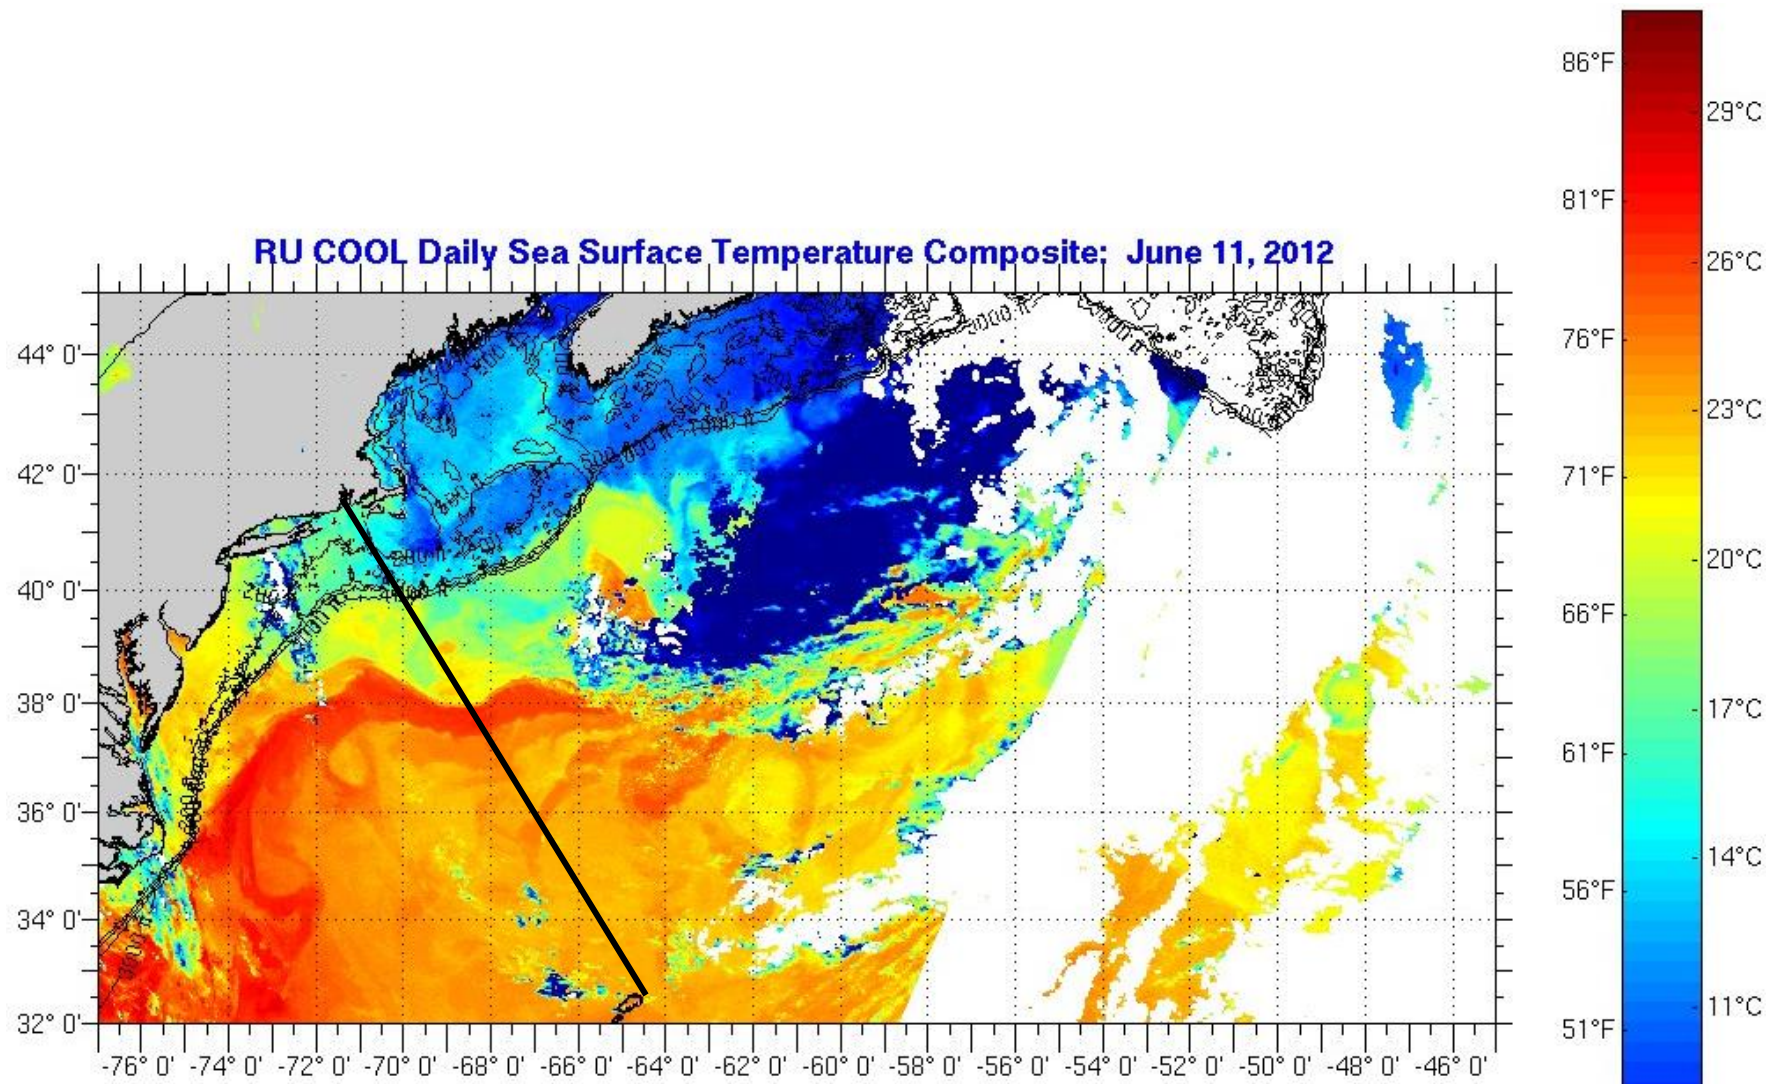 RU COOL Daily Sea Surface Temperature Composite: June 11, 2012
86°F
81°F
76°F
71°F
66°F
61°F
56°F
51°F
29°C
26°C
23°C
20°C
17°C
14°C
11°C
44° 0'
42° 0'
40° 0'
38° 0'
36° 0'
34° 0'
32° 0'
-76° 0' -74° 0' -72° 0' -70° 0' -68° 0' -66° 0' -64° 0' -62° 0' -60° 0' -58° 0' -56° 0' -54° 0' -52° 0' -50° 0' -48° 0' -46° 0'